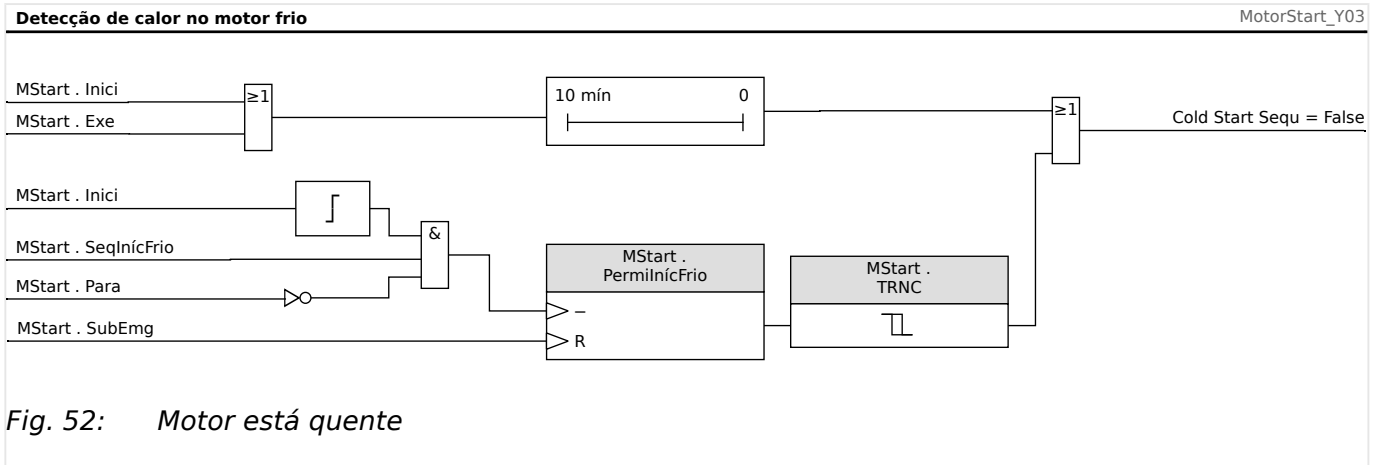 Detecção de calor no motor frio
MotorStart_Y03
MStart . Inici
≥1
MStart . Exe
10 mín 0
≥1
Cold Start Sequ = False
MStart . Inici
MStart . SeqInícFrio
&
MStart . Para
MStart . SubEmg
MStart .
PermiInícFrio
–
R
MStart .
TRNC
Fig. 52: Motor está quente